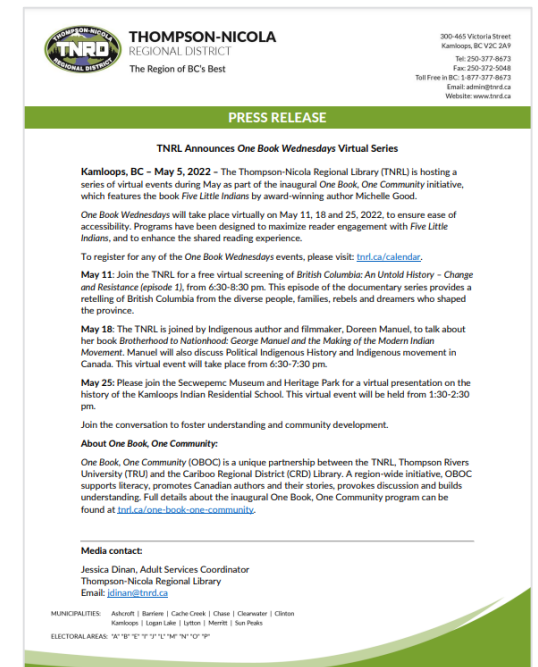 THOMPSON-NICOLA
REGIONAL DISTRICT
TNRD
THOMPSON-NICOLA
REGIONAL DISTRICT
The Region of BC's Best
300-465 Victoria Street
Kamloops, BC V2C 2A9
Tel: 250-377-8673
Fax: 250-372-5048
Toll Free in BC: 1-877-377-8673
Email: admin@tnrd.ca
Website: www.tnrd.ca
PRESS RELEASE
TNRL Announces One Book Wednesdays Virtual Series
Kamloops, BC – May 5, 2022 – The Thompson-Nicola Regional Library (TNRL) is hosting a
series of virtual events during May as part of the inaugural One Book, One Community initiative,
which features the book Five Little Indians by award-winning author Michelle Good.
One Book Wednesdays will take place virtually on May 11, 18 and 25, 2022, to ensure ease of
accessibility. Programs have been designed to maximize reader engagement with Five Little
Indians, and to enhance the shared reading experience.
To register for any of the One Book Wednesdays events, please visit: tnrl.ca/calendar.
May 11: Join the TNRL for a free virtual screening of British Columbia: An Untold History – Change
and Resistance (episode 1), from 6:30-8:30 pm. This episode of the documentary series provides a
retelling of British Columbia from the diverse people, families, rebels and dreamers who shaped
the province.
May 18: The TNRL is joined by Indigenous author and filmmaker, Doreen Manuel, to talk about
her book Brotherhood to Nationhood: George Manuel and the Making of the Modern Indian
Movement. Manuel will also discuss Political Indigenous History and Indigenous movement in
Canada. This virtual event will take place from 6:30-7:30 pm.
May 25: Please join the Secwepemc Museum and Heritage Park for a virtual presentation on the
history of the Kamloops Indian Residential School. This virtual event will be held from 1:30-2:30
pm.
Join the conversation to foster understanding and community development.
About One Book, One Community:
One Book, One Community (OBOC) is a unique partnership between the TNRL, Thompson Rivers
University (TRU) and the Cariboo Regional District (CRD) Library. A region-wide initiative, OBOC
supports literacy, promotes Canadian authors and their stories, provokes discussion and builds
understanding. Full details about the inaugural One Book, One Community program can be
found at tnrl.ca/one-book-one-community.
Media contact:
Jessica Dinan, Adult Services Coordinator
Thompson-Nicola Regional Library
Email: jdinan@tnrd.ca
MUNICIPALITIES: Ashcroft | Barriere | Cache Creek | Chase | Clearwater | Clinton
Kamloops | Logan Lake | Lytton | Merritt | Sun Peaks
ELECTORAL AREAS: "A" "B" "E" "I" "J" "L" "M" "N" "O" "P"